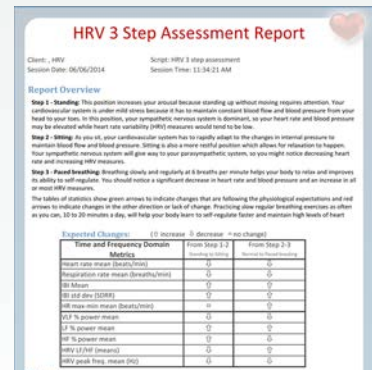 HRV 3 Step Assessment Report
Client: , HRV Script: HRV 3 step assessment
Session Date: 06/06/2014 Session Time: 11:34:21 AM
Report Overview
Step 1 - Standing: This position increases your arousal because standing up without moving requires attention. Your
cardiovascular system is under mild stress because it has to maintain constant blood flow and blood pressure from your
head to your toes. In this position, your sympathetic nervous system is dominant, so your heart rate and blood pressure
may be elevated while heart rate variability (HRV) measures would tend to be low.
Step 2 - Sitting: As you sit, your cardiovascular system has to rapidly adapt to the changes in internal pressure to
maintain blood flow and blood pressure. Sitting is also a more restful position which allows for relaxation to happen.
Your sympathetic nervous system will give way to your parasympathetic system, so you might notice decreasing heart
rate and increasing HRV measures.
Step 3 - Paced breathing: Breathing slowly and regularly at 6 breaths per minute helps your body to relax and improves
its ability to self-regulate. You should notice a significant decrease in heart rate and blood pressure and an increase in all
or most HRV measures.
The tables of statistics show green arrows to indicate changes that are following the physiological expectations and red
arrows to indicate changes in the other direction or lack of change. Practicing slow regular breathing exercises as often
as you can, 10 to 20 minutes a day, will help your body learn to self-regulate faster and maintain high levels of heart
Expected Changes: (⇧ increase ⇩ decrease = no change)
Time and Frequency Domain From Step 1-2 From Step 2-3
Metrics Standing to Sitting Normal to Paced Breathing
Heart rate mean (beats/min) ⇩ ⇩
Respiration rate mean (breaths/min) ⇩ ⇩
IBI Mean ⇧ ⇧
IBI std dev (SDRR) ⇧ ⇧
HR max-min mean (beats/min) = ⇧
VLF % power mean ⇩ ⇩
LF % power mean ⇧ ⇧
HF % power mean ⇧ ⇩
HRV LF/HF (means) ⇩ ⇧
HRV peak freq. mean (Hz) ⇩ ⇩